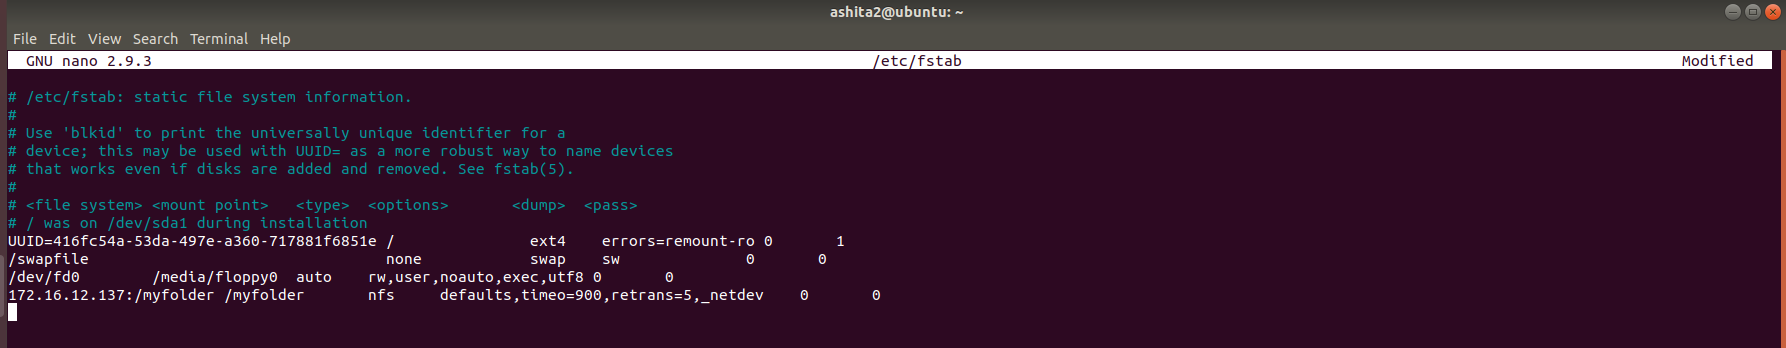 ashita2@ubuntu: ~
File Edit View Search Terminal Help
GNU nano 2.9.3 /etc/fstab Modified
# /etc/fstab: static file system information.
#
# Use 'blkid' to print the universally unique identifier for a
# device; this may be used with UUID= as a more robust way to name devices
# that works even if disks are added and removed. See fstab(5).
#
# <file system> <mount point>   <type>  <options>       <dump>  <pass>
# / was on /dev/sda1 during installation
UUID=416fc54a-53da-497e-a360-717881f6851e /               ext4    errors=remount-ro 0       1
/swapfile                                 none            swap    sw              0       0
/dev/fd0        /media/floppy0  auto    rw,user,noauto,exec,utf8 0       0
172.16.12.137:/myfolder /myfolder       nfs     defaults,timeo=900,retrans=5,_netdev    0       0